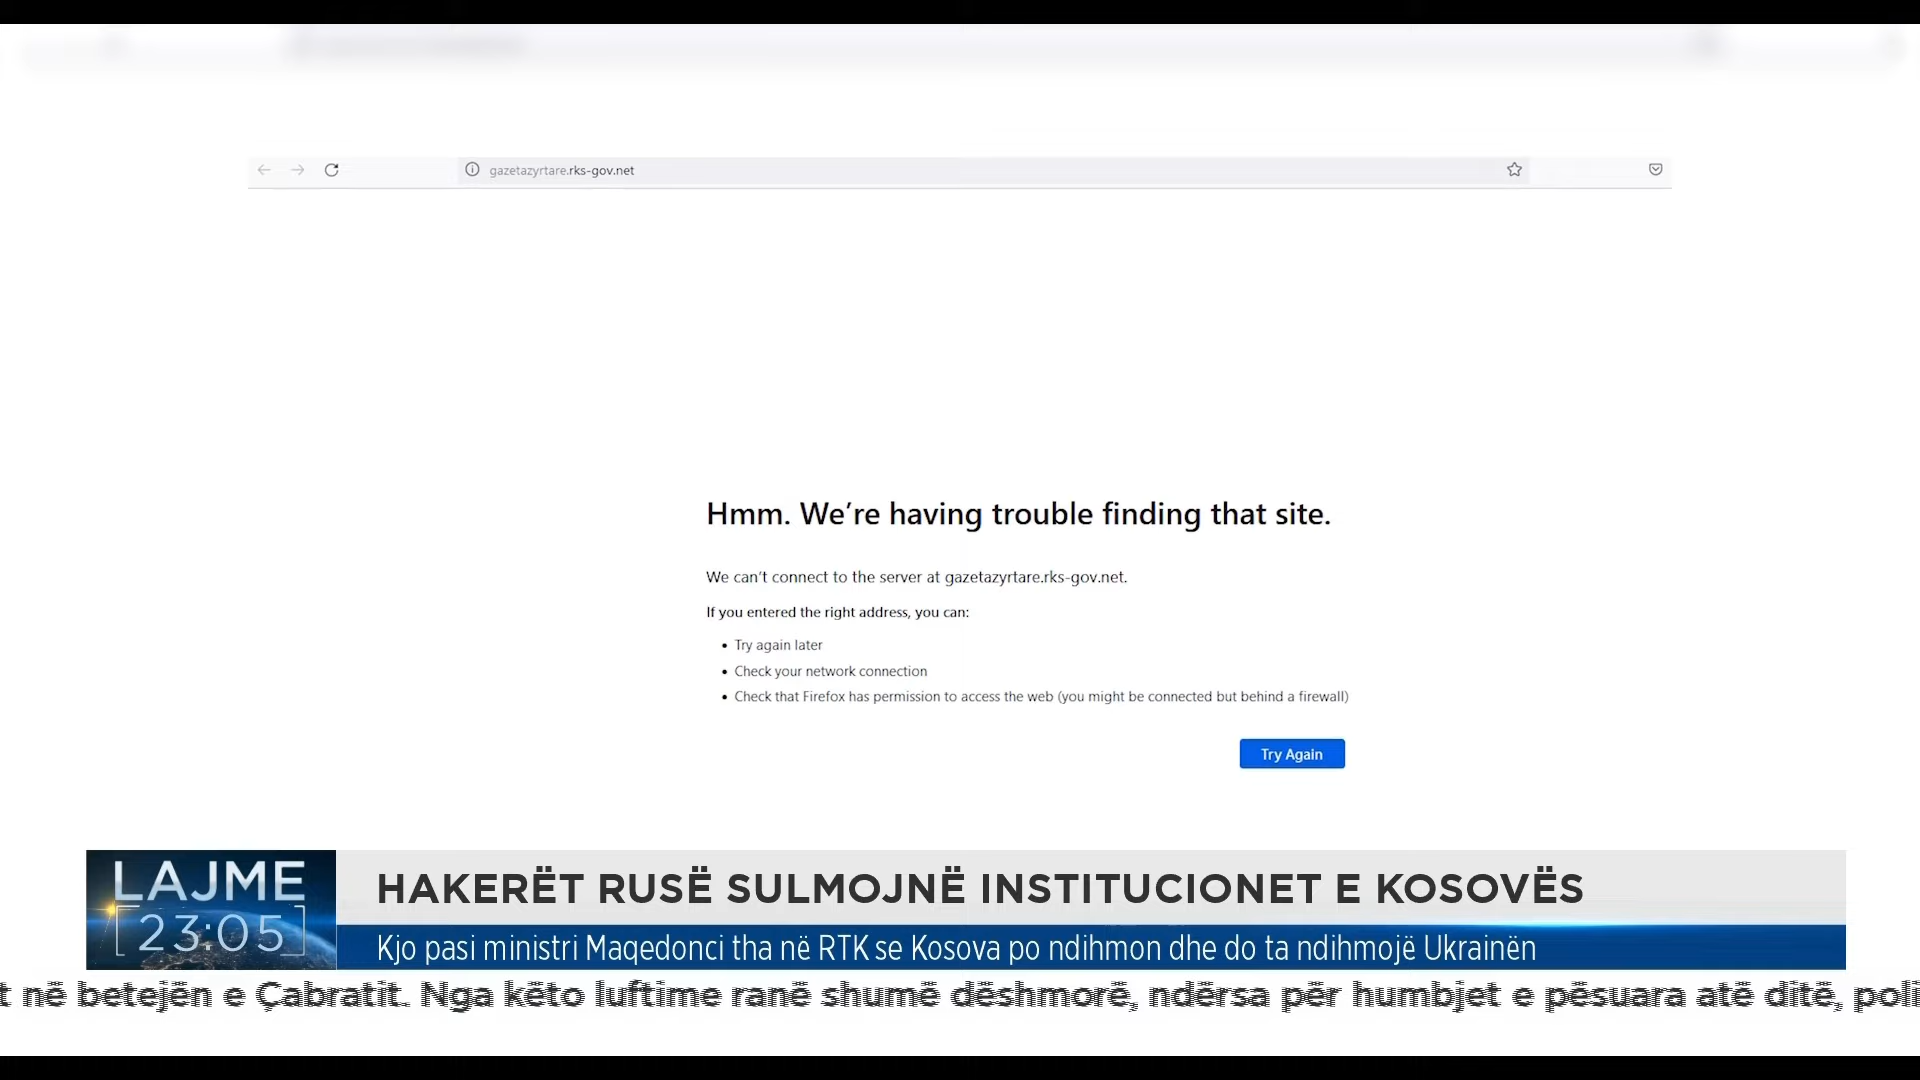 gazetazyrtare.rks-gov.net
Hmm. We're having trouble finding that site.
We can't connect to the server at gazetazyrtare.rks-gov.net.
If you entered the right address, you can:
• Try again later
• Check your network connection
• Check that Firefox has permission to access the web (you might be connected but behind a firewall)
Try Again
LAJME
23:05
HAKERËT RUSË SULMOJNË INSTITUCIONET E KOSOVËS
Kjo pasi ministri Maqedonci tha në RTK se Kosova po ndihmon dhe do ta ndihmojë Ukrainën
t në betejën e Çabratit. Nga këto luftime ranë shumë dëshmorë, ndërsa për humbjet e pësuara atë ditë, poli